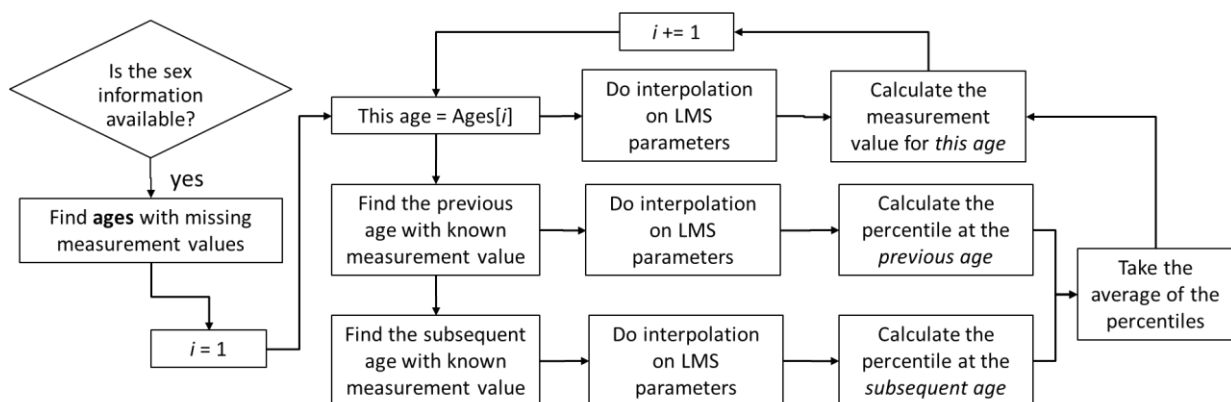 Is the sex
information
available?
yes
Find ages with missing
measurement values
i = 1
i += 1
This age = Ages[i]
Do interpolation
on LMS
parameters
Calculate the
measurement
value for this age
Find the previous
age with known
measurement value
Do interpolation
on LMS
parameters
Calculate the
percentile at the
previous age
Find the subsequent
age with known
measurement value
Do interpolation
on LMS
parameters
Calculate the
percentile at the
subsequent age
Take the
average of the
percentiles